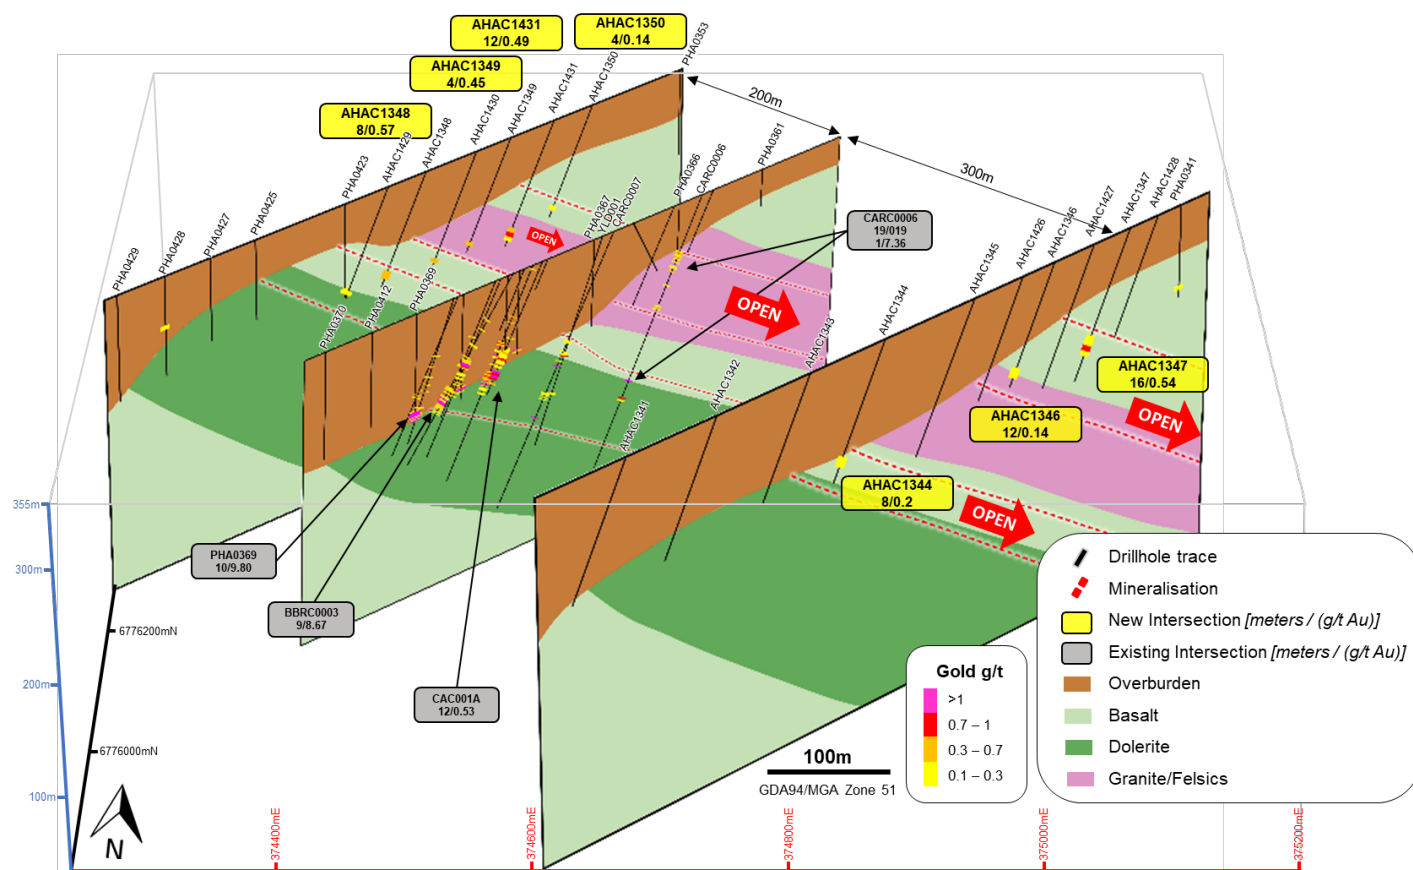 AHAC1431
12/0.49
AHAC1350
4/0.14
AHAC1349
4/0.45
AHAC1348
8/0.57
PHA0353
AHAC1350
AHAC1431
AHAC1349
AHAC1430
AHAC1348
AHAC1429
PHA0423
PHA0425
PHA0427
PHA0428
PHA0429
200m
300m
PHA0361
CARC0006
PHA0366
CARC0007
YLD001
PHA0367
PHA0369
PHA0412
PHA0370
CARC0006
19/019
1/7.36
PHA0341
AHAC1428
AHAC1347
AHAC1427
AHAC1346
AHAC1426
AHAC1345
AHAC1344
AHAC1343
AHAC1342
AHAC1341
OPEN
OPEN
OPEN
OPEN
AHAC1347
16/0.54
AHAC1346
12/0.14
AHAC1344
8/0.2
PHA0369
10/9.80
BBRC0003
9/8.67
CAC001A
12/0.53
355m
300m
200m
100m
6776200mN
6776000mN
N
374400mE
374600mE
374800mE
375000mE
375200mE
100m
GDA94/MGA Zone 51
Gold g/t
>1
0.7 – 1
0.3 – 0.7
0.1 – 0.3
Drillhole trace
Mineralisation
New Intersection [meters / (g/t Au)]
Existing Intersection [meters / (g/t Au)]
Overburden
Basalt
Dolerite
Granite/Felsics